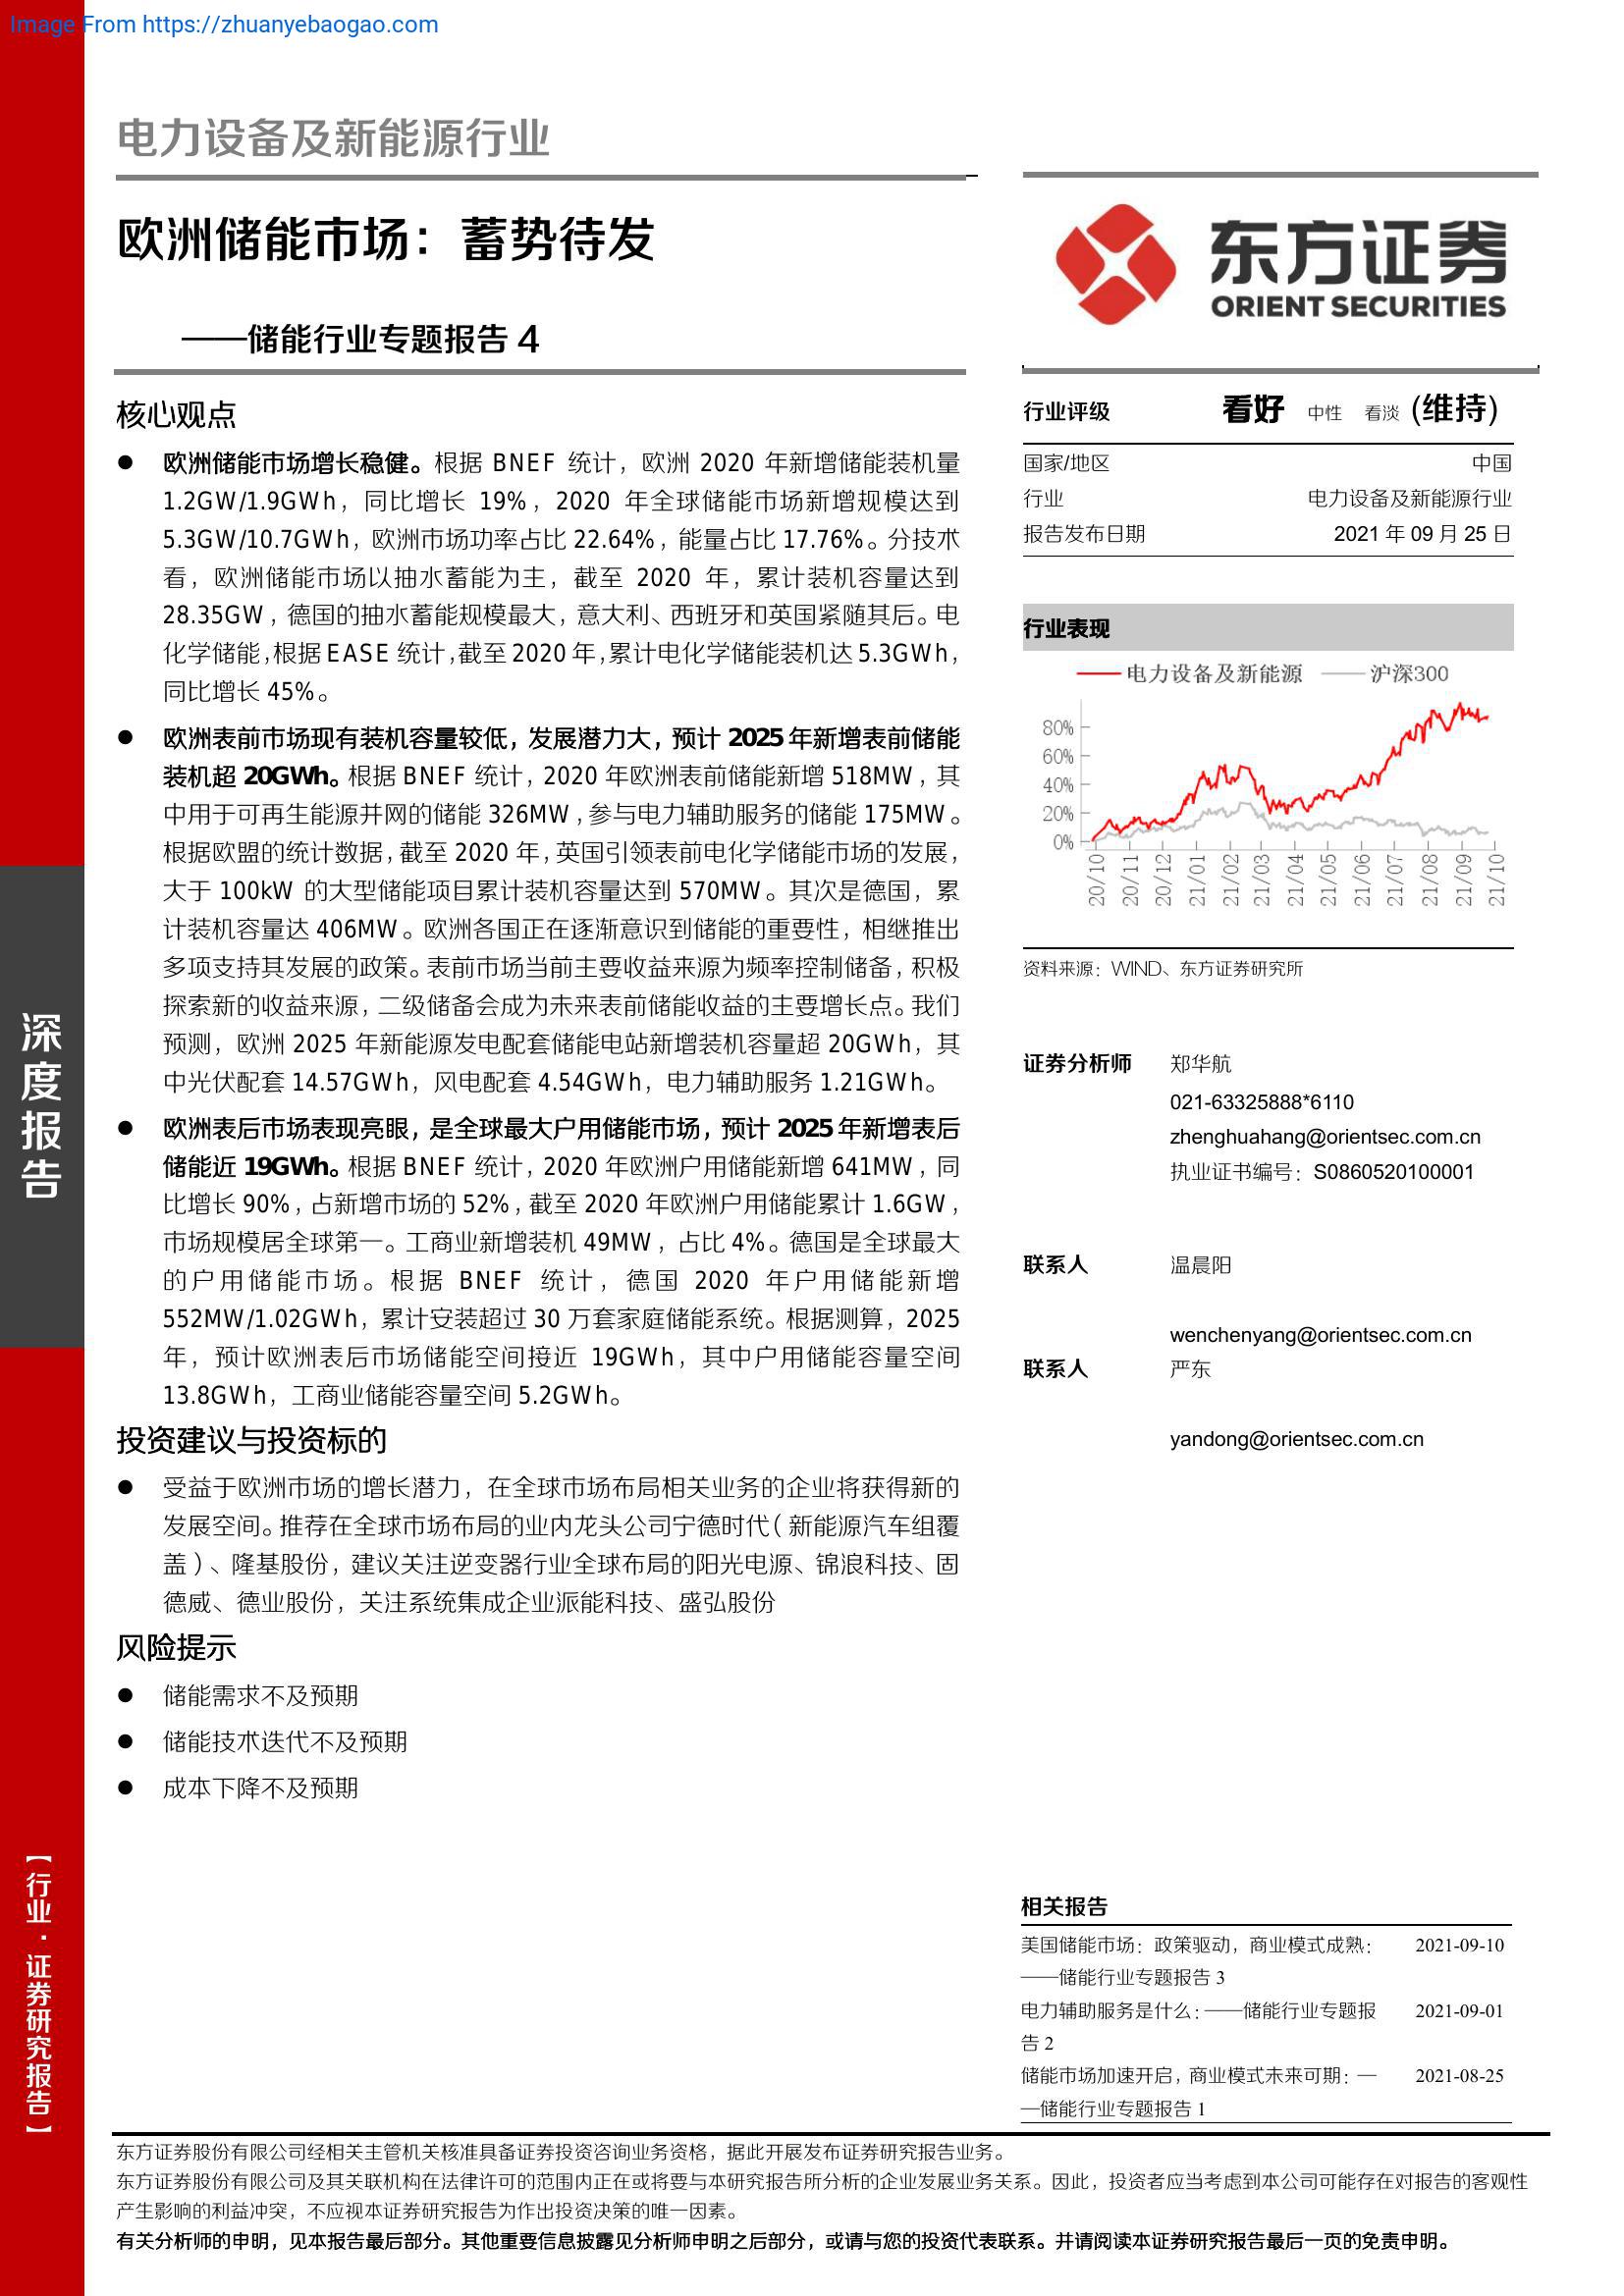 Image From https://zhuanyebaogao.com
电力设备及新能源行业
欧洲储能市场：蓄势待发
——储能行业专题报告 4
核心观点
● 欧洲储能市场增长稳健。根据 BNEF 统计，欧洲 2020 年新增储能装机量
1.2GW/1.9GWh，同比增长 19%，2020 年全球储能市场新增规模达到
5.3GW/10.7GWh，欧洲市场功率占比 22.64%，能量占比 17.76%。分技术
看，欧洲储能市场以抽水蓄能为主，截至 2020 年，累计装机容量达到
28.35GW，德国的抽水蓄能规模最大，意大利、西班牙和英国紧随其后。电
化学储能，根据 EASE 统计，截至 2020 年，累计电化学储能装机达 5.3GWh，
同比增长 45%。
● 欧洲表前市场现有装机容量较低，发展潜力大，预计 2025 年新增表前储能
装机超 20GWh。根据 BNEF 统计，2020 年欧洲表前储能新增 518MW，其
中用于可再生能源并网的储能 326MW，参与电力辅助服务的储能 175MW。
根据欧盟的统计数据，截至 2020 年，英国引领表前电化学储能市场的发展，
大于 100kW 的大型储能项目累计装机容量达到 570MW。其次是德国，累
计装机容量达 406MW。欧洲各国正在逐渐意识到储能的重要性，相继推出
多项支持其发展的政策。表前市场当前主要收益来源为频率控制储备，积极
探索新的收益来源，二级储备会成为未来表前储能收益的主要增长点。我们
预测，欧洲 2025 年新能源发电配套储能电站新增装机容量超 20GWh，其
中光伏配套 14.57GWh，风电配套 4.54GWh，电力辅助服务 1.21GWh。
● 欧洲表后市场表现亮眼，是全球最大户用储能市场，预计 2025 年新增表后
储能近 19GWh。根据 BNEF 统计，2020 年欧洲户用储能新增 641MW，同
比增长 90%，占新增市场的 52%，截至 2020 年欧洲户用储能累计 1.6GW，
市场规模居全球第一。工商业新增装机 49MW，占比 4%。德国是全球最大
的户用储能市场。根据 BNEF 统计，德国 2020 年户用储能新增
552MW/1.02GWh，累计安装超过 30 万套家庭储能系统。根据测算，2025
年，预计欧洲表后市场储能空间接近 19GWh，其中户用储能容量空间
13.8GWh，工商业储能容量空间 5.2GWh。
投资建议与投资标的
● 受益于欧洲市场的增长潜力，在全球市场布局相关业务的企业将获得新的
发展空间。推荐在全球市场布局的业内龙头公司宁德时代（新能源汽车组覆
盖）、隆基股份，建议关注逆变器行业全球布局的阳光电源、锦浪科技、固
德威、德业股份，关注系统集成企业派能科技、盛弘股份
风险提示
● 储能需求不及预期
● 储能技术迭代不及预期
● 成本下降不及预期
东方证券
ORIENT SECURITIES
行业评级 看好 中性 看淡 (维持)
国家/地区 中国
行业 电力设备及新能源行业
报告发布日期 2021 年 09 月 25 日
行业表现
电力设备及新能源 沪深300
80%
60%
40%
20%
0%
20/10 20/11 20/12 21/01 21/02 21/03 21/04 21/05 21/06 21/07 21/08 21/09 21/10
资料来源：WIND、东方证券研究所
证券分析师 郑华航
021-63325888*6110
zhenghuahang@orientsec.com.cn
执业证书编号：S0860520100001
联系人 温晨阳
wenchenyang@orientsec.com.cn
联系人 严东
yandong@orientsec.com.cn
相关报告
美国储能市场：政策驱动，商业模式成熟： 2021-09-10
——储能行业专题报告 3
电力辅助服务是什么：——储能行业专题报 2021-09-01
告 2
储能市场加速开启，商业模式未来可期：— 2021-08-25
—储能行业专题报告 1
深度报告
【行业·证券研究报告】
东方证券股份有限公司经相关主管机关核准具备证券投资咨询业务资格，据此开展发布证券研究报告业务。
东方证券股份有限公司及其关联机构在法律许可的范围内正在或将要与本研究报告所分析的企业发展业务关系。因此，投资者应当考虑到本公司可能存在对报告的客观性
产生影响的利益冲突，不应视本证券研究报告为作出投资决策的唯一因素。
有关分析师的申明，见本报告最后部分。其他重要信息披露见分析师申明之后部分，或请与您的投资代表联系。并请阅读本证券研究报告最后一页的免责申明。